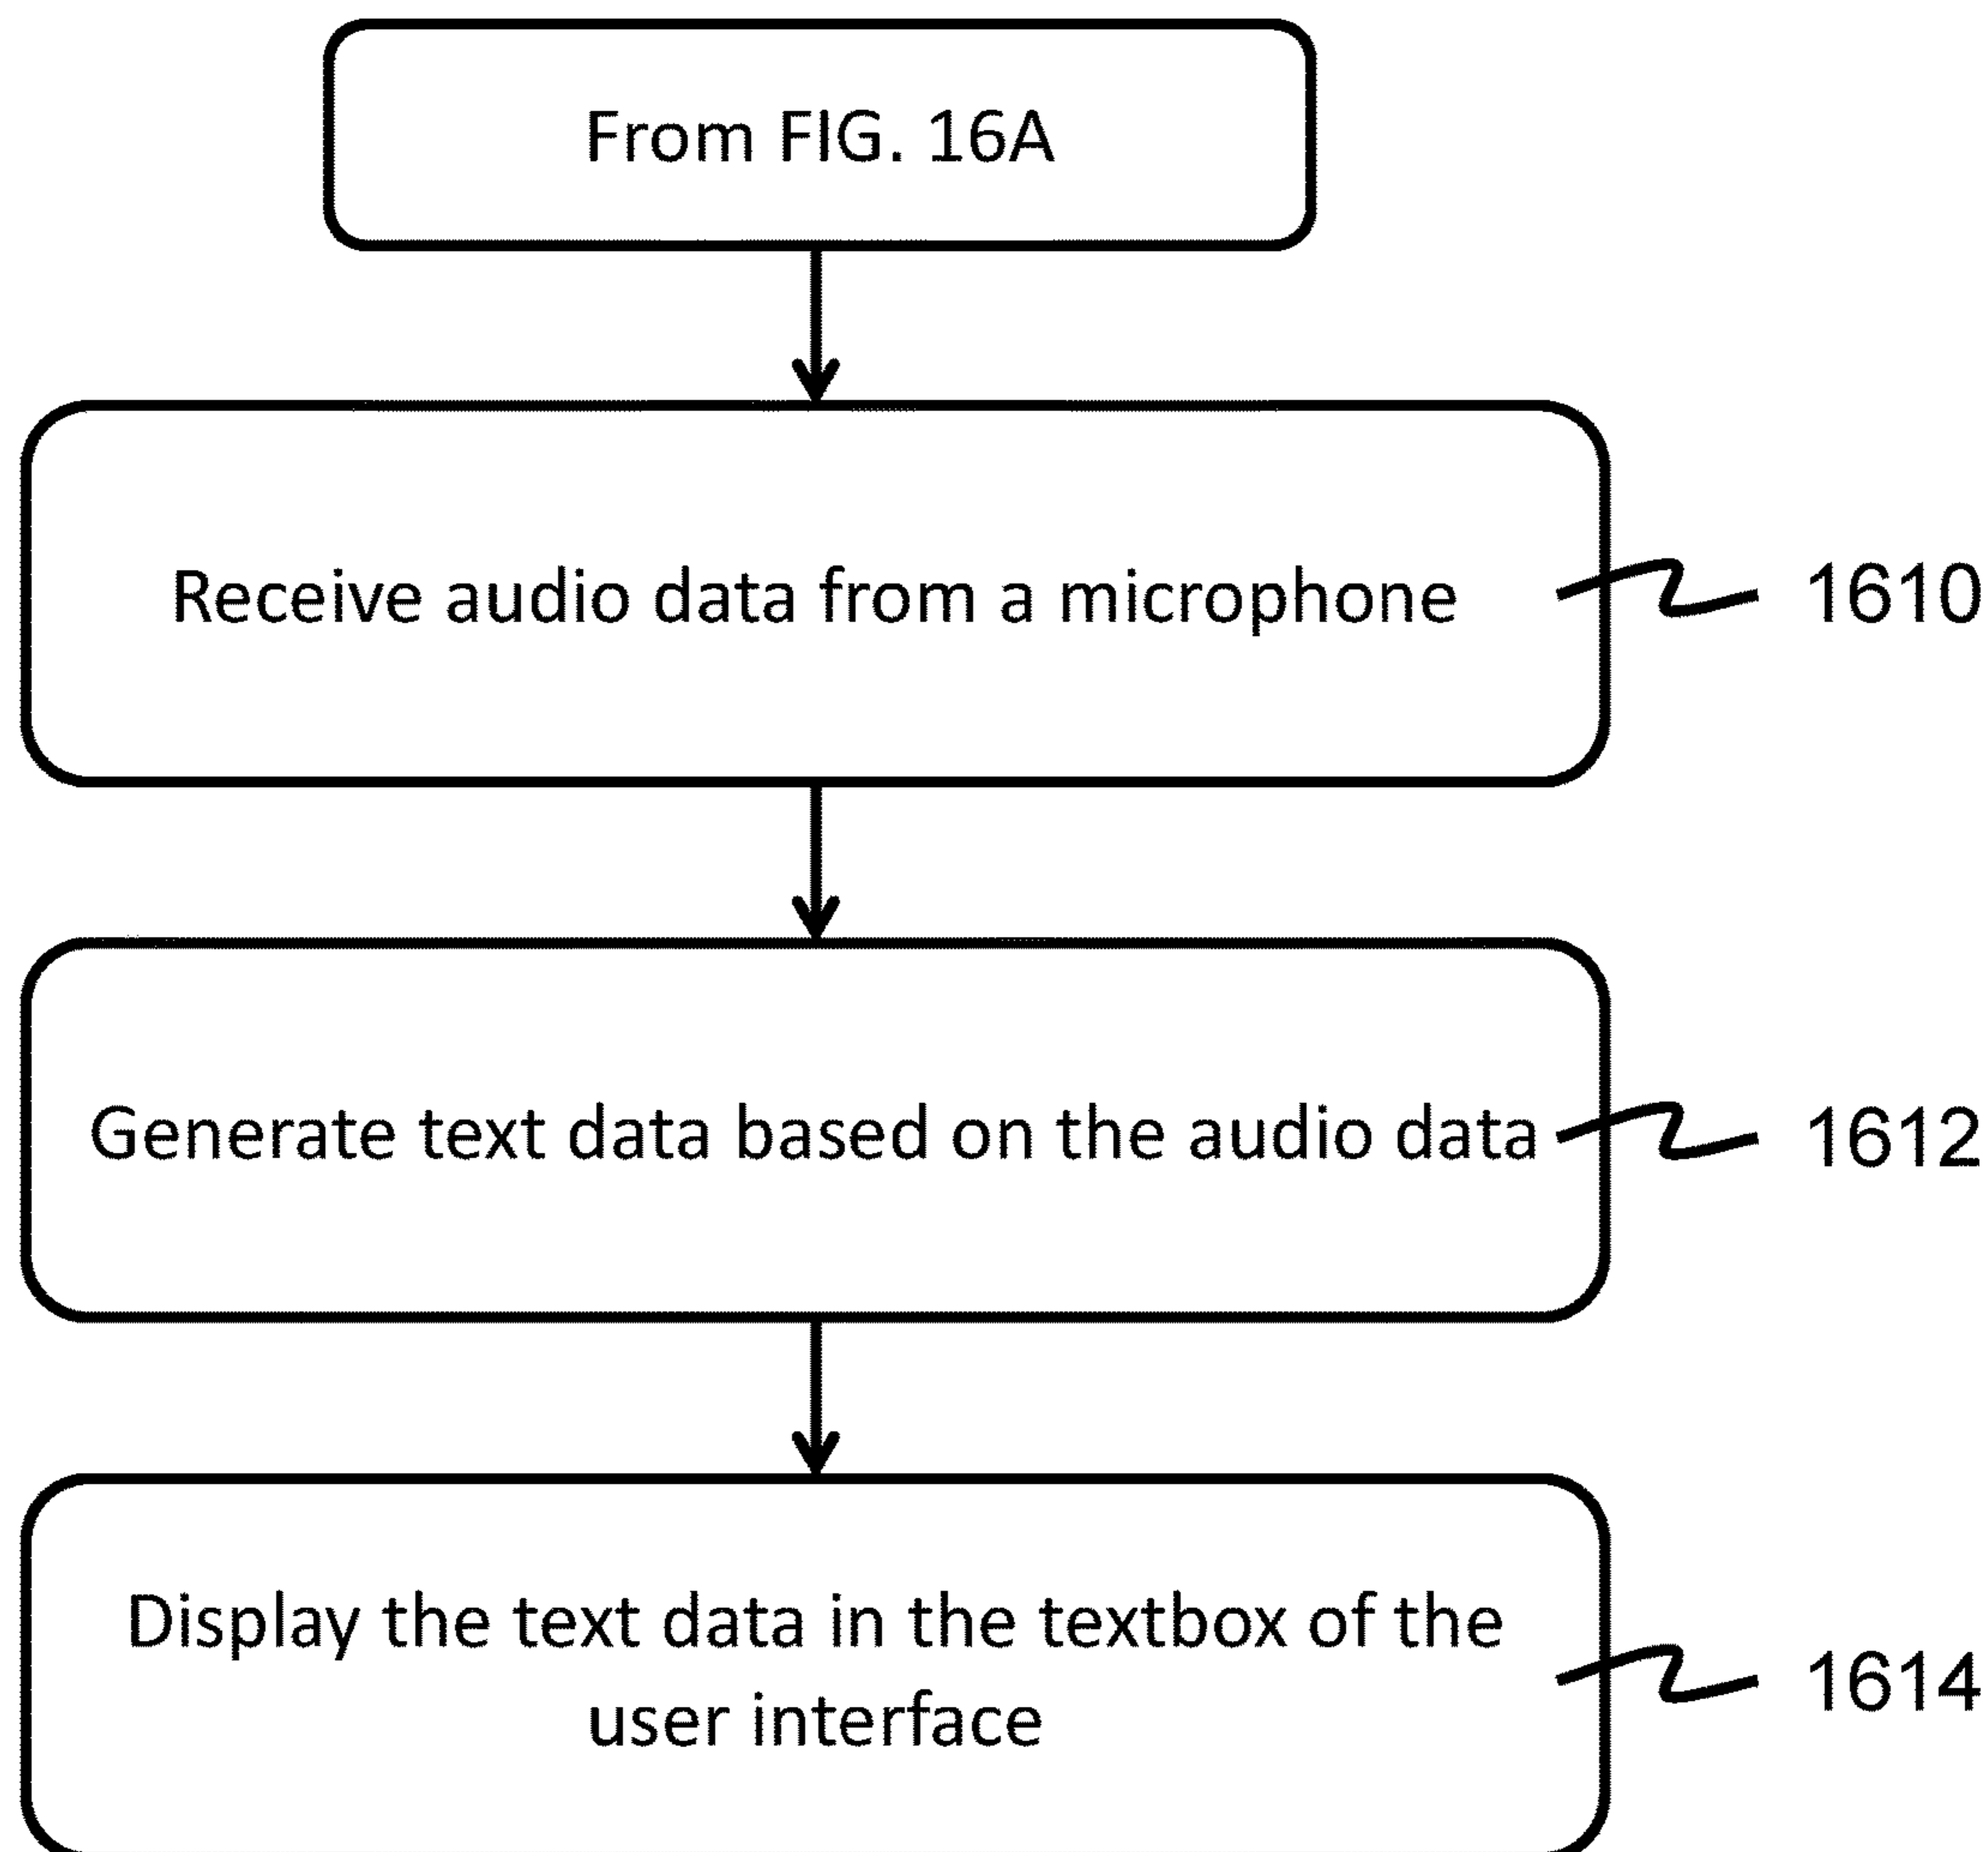 From FIG. 16A
Receive audio data from a microphone
1610
Generate text data based on the audio data
1612
Display the text data in the textbox of the
user interface
1614